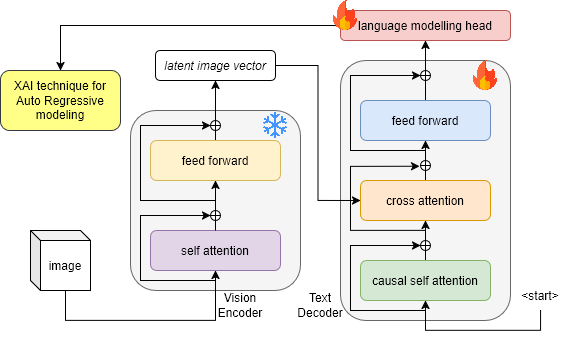 language modelling head
XAI technique for
Auto Regressive
modeling
latent image vector
feed forward
feed forward
cross attention
self attention
image
causal self attention
Vision
Encoder
Text
Decoder
<start>